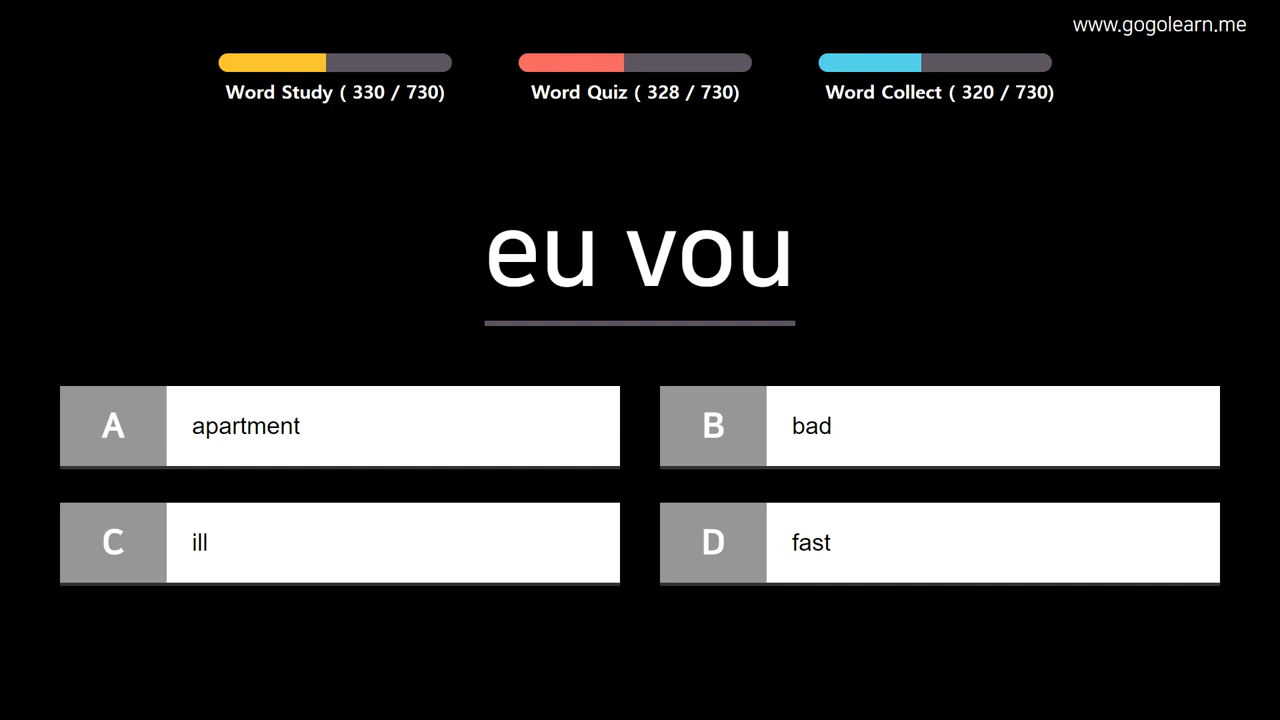 www.gogolearn.me
Word Study ( 330 / 730)
Word Quiz ( 328 / 730)
Word Collect ( 320 / 730)
eu vou
A apartment
B bad
C ill
D fast